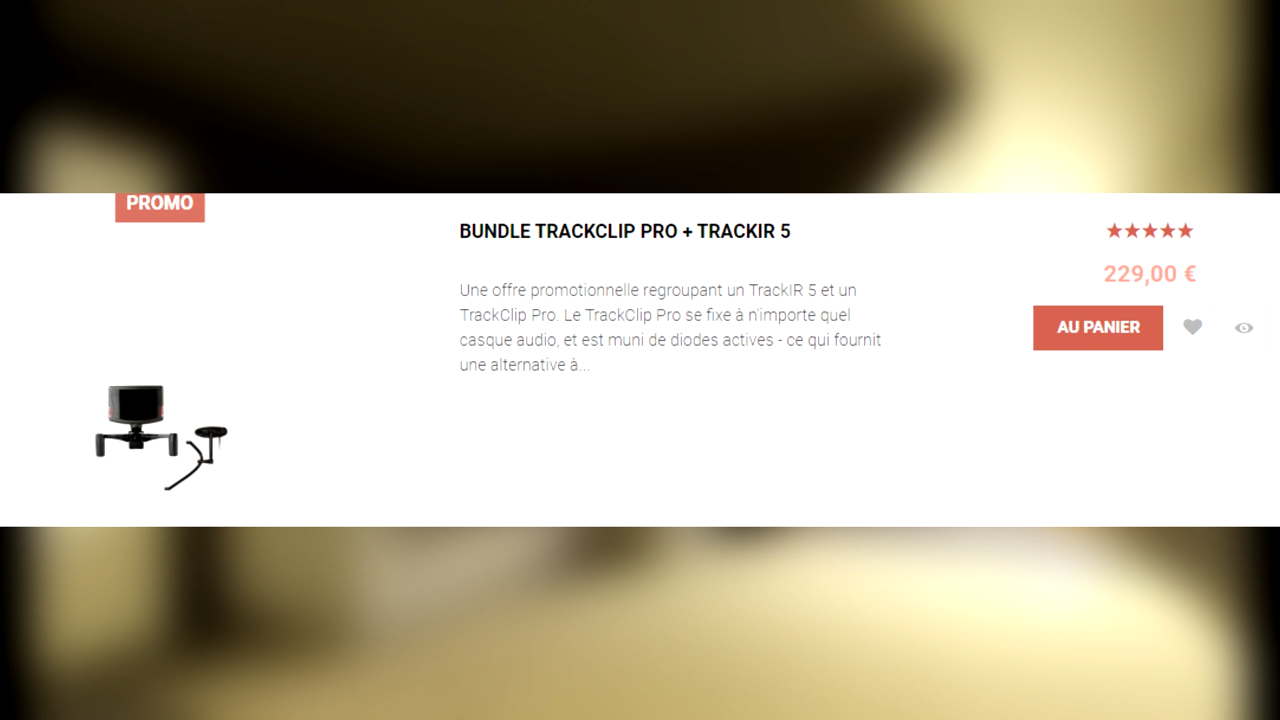 PROMO
BUNDLE TRACKCLIP PRO + TRACKIR 5
229,00 €
Une offre promotionnelle regroupant un TrackIR 5 et un
TrackClip Pro. Le TrackClip Pro se fixe à n'importe quel
casque audio, et est muni de diodes actives - ce qui fournit
une alternative à...
AU PANIER